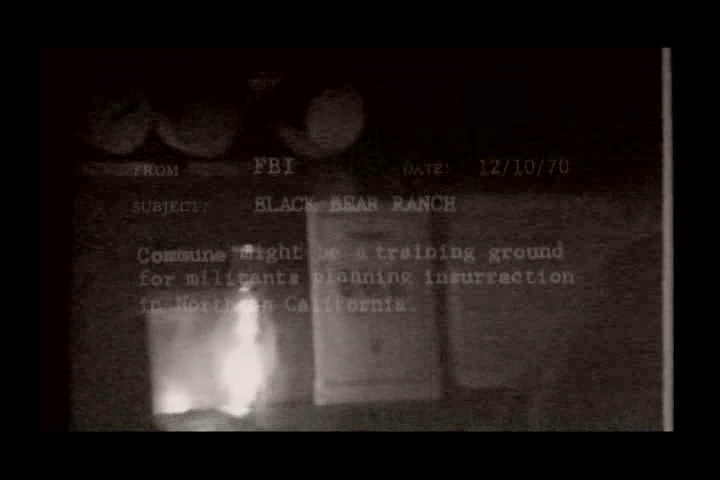 FROM FBI DATE: 12/10/70
SUBJECT: BLACK BEAR RANCH
Commune might be a training ground
for militants planning insurrection
in Northern California.